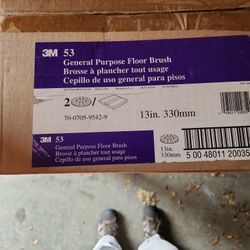 3M 53
General Purpose Floor Brush
Brosse à plancher tout usage
Cepillo de uso general para pisos
2 /
70-0705-9542-9
13in. 330mm
3M 53
General Purpose Floor Brush
Brosse à plancher tout usage
Cepillo de uso general para pisos
13in.
330mm
5 00 48011 20035